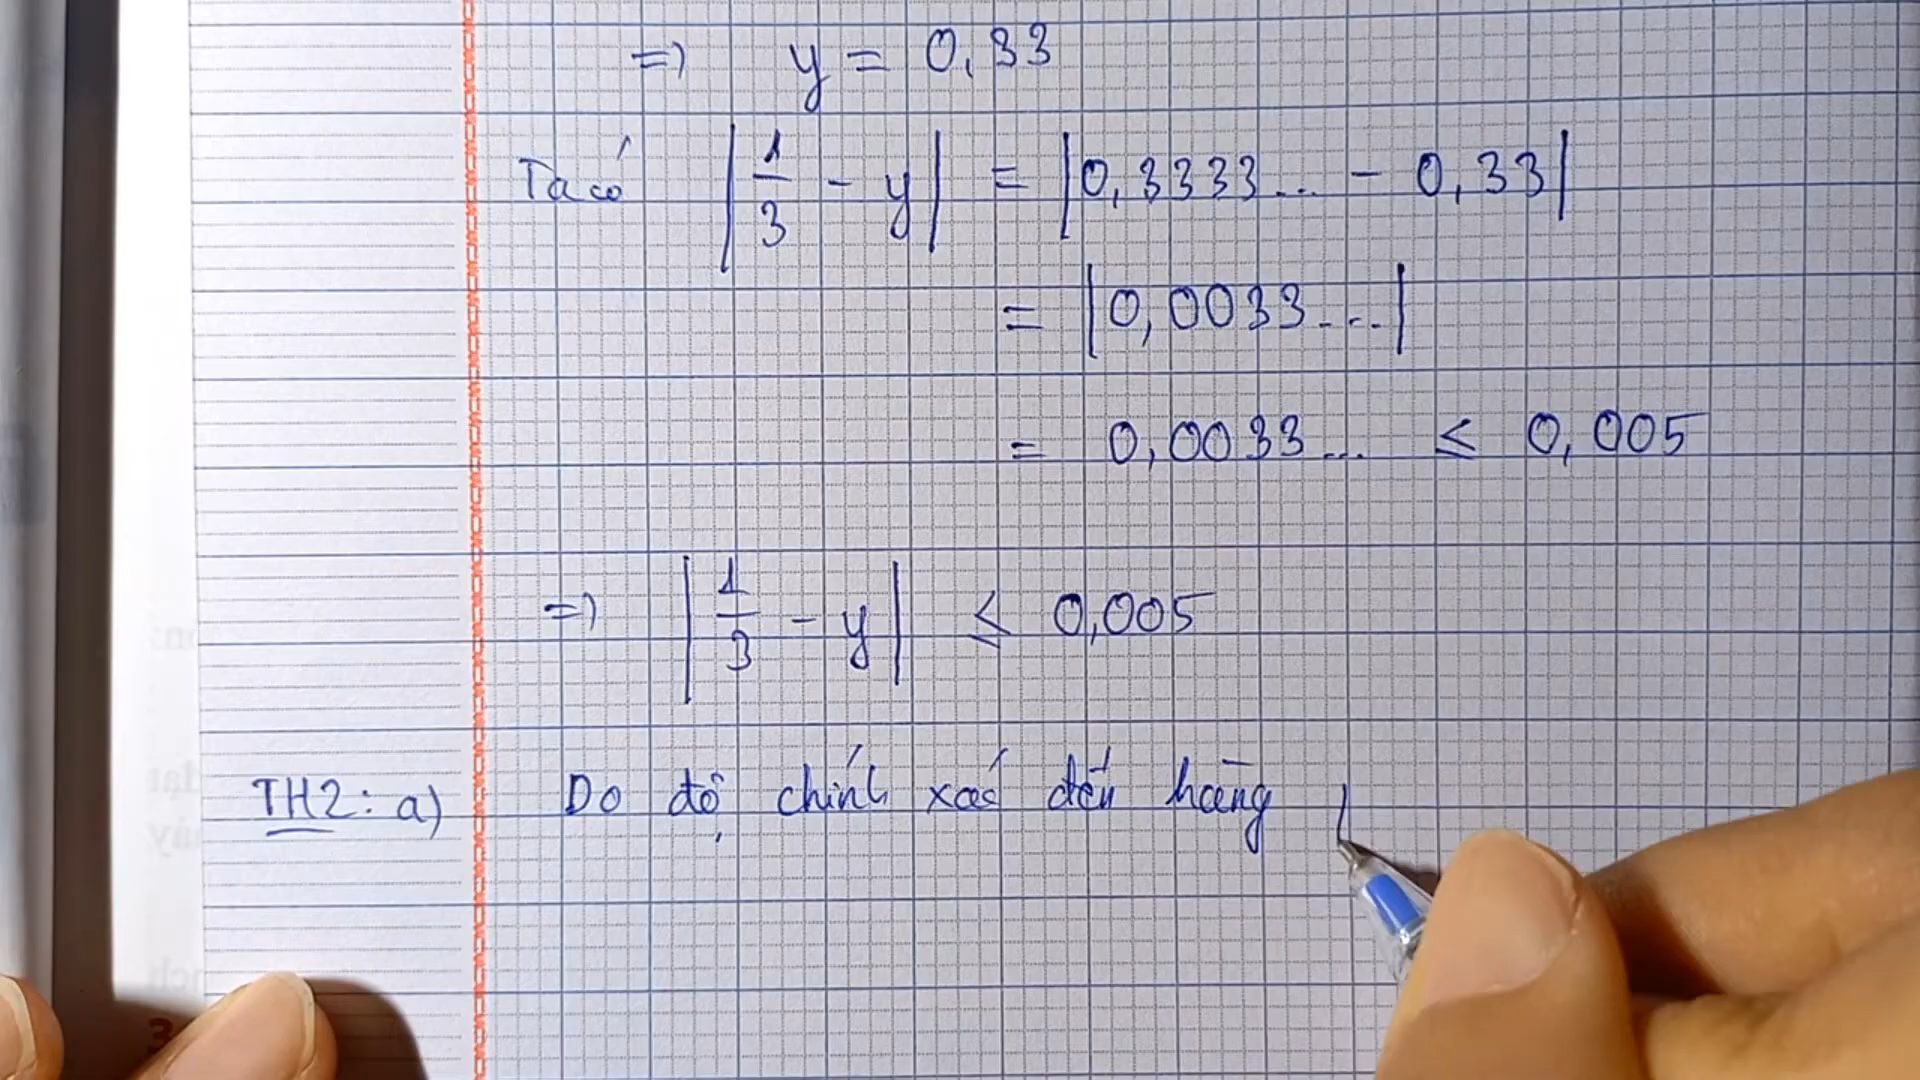 => y = 0,33
Ta có |1/3 - y| = |0,3333... - 0,33|
= |0,0033...|
= 0,0033... ≤ 0,005
=> |1/3 - y| ≤ 0,005
TH2: a) Do độ chính xác đến hàng